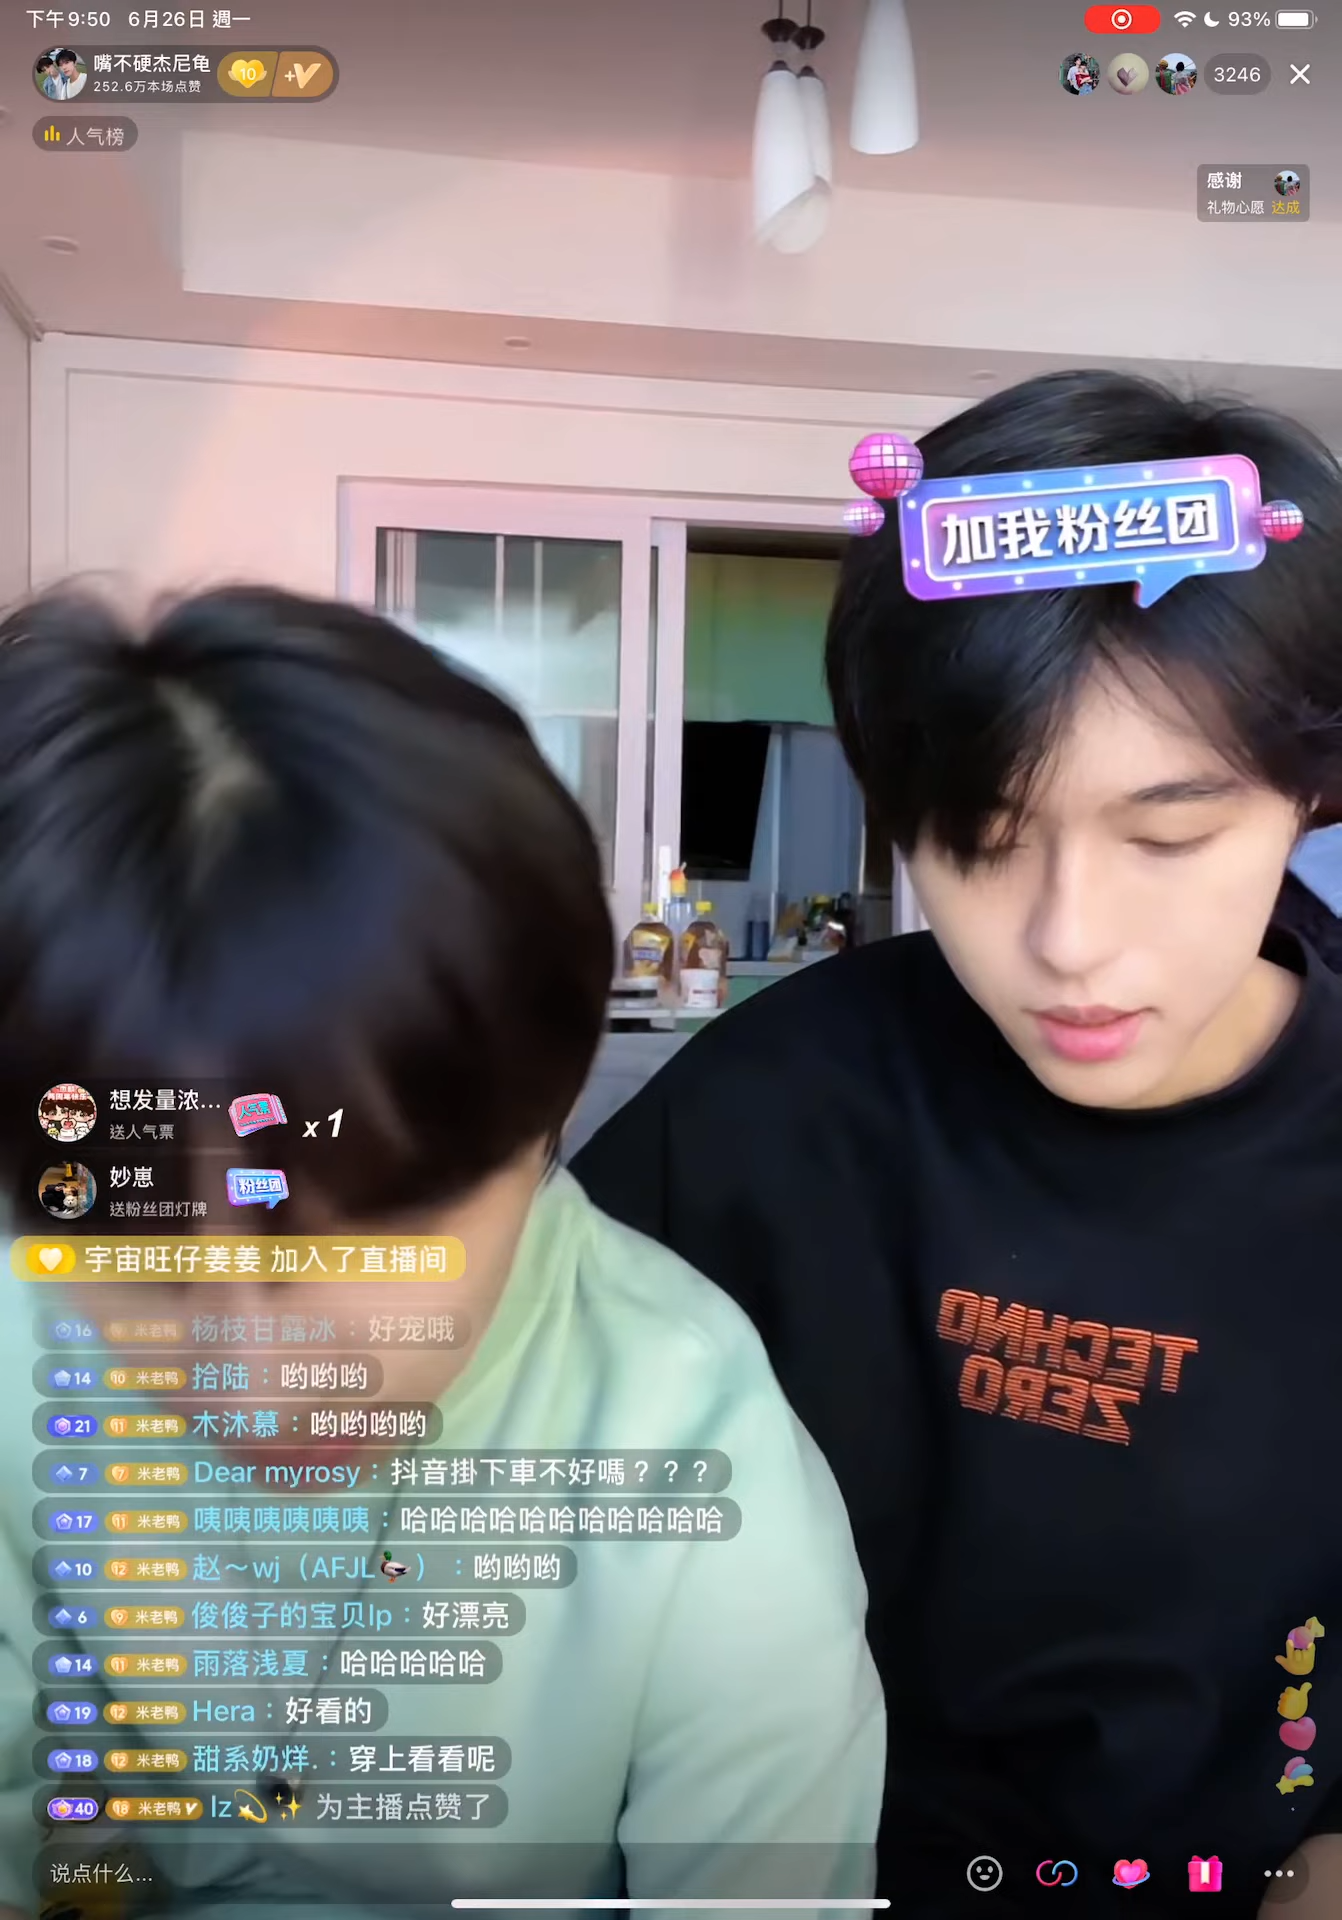 下午9:50 6月26日 週一
93%
嘴不硬杰尼龟
252.6万本场点赞
10
+V
3246
人气榜
感谢
礼物心愿 达成
加我粉丝团
想发量浓...
送人气票
人气票
x 1
妙崽
送粉丝团灯牌
粉丝团
宇宙旺仔姜姜 加入了直播间
16 米老鸭 杨枝甘露冰：好宠哦
14 10 米老鸭 拾陆：哟哟哟
21 11 米老鸭 木沐慕：哟哟哟哟
7 7 米老鸭 Dear myrosy：抖音掛下車不好嗎？？？
17 11 米老鸭 咦咦咦咦咦咦：哈哈哈哈哈哈哈哈哈哈哈
10 12 米老鸭 赵～wj（AFJL🦆）：哟哟哟
6 9 米老鸭 俊俊子的宝贝lp：好漂亮
14 11 米老鸭 雨落浅夏：哈哈哈哈哈
19 12 米老鸭 Hera：好看的
18 12 米老鸭 甜系奶烊.：穿上看看呢
40 18 米老鸭 lz💫✨ 为主播点赞了
TECHNO
ZERO
说点什么...